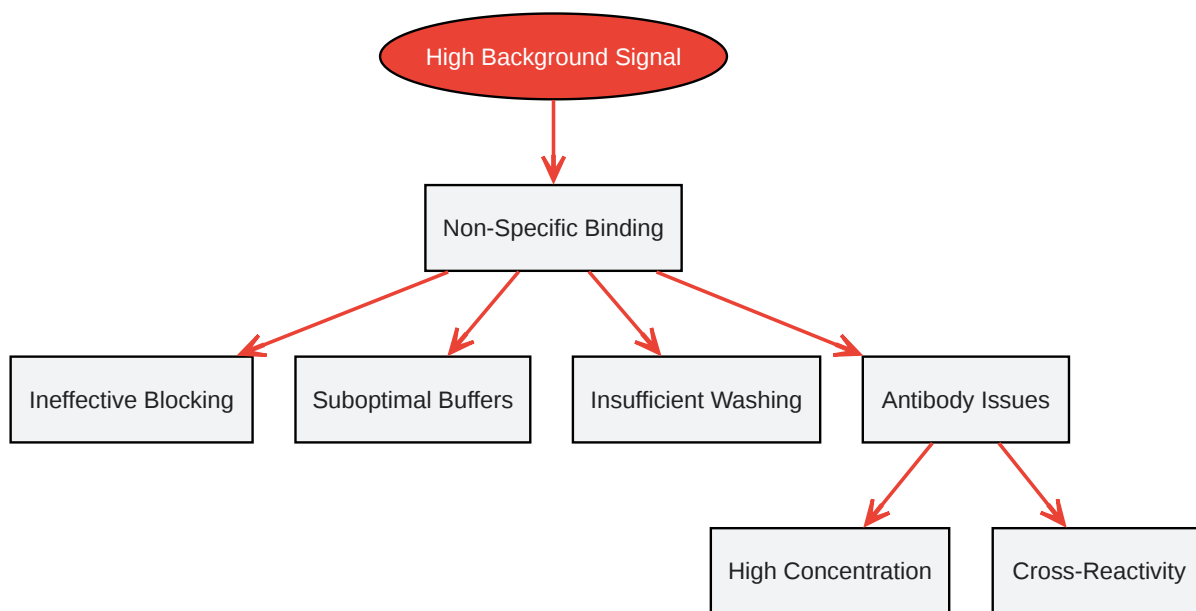 High Background Signal
Non-Specific Binding
Ineffective Blocking
Suboptimal Buffers
Insufficient Washing
Antibody Issues
High Concentration
Cross-Reactivity